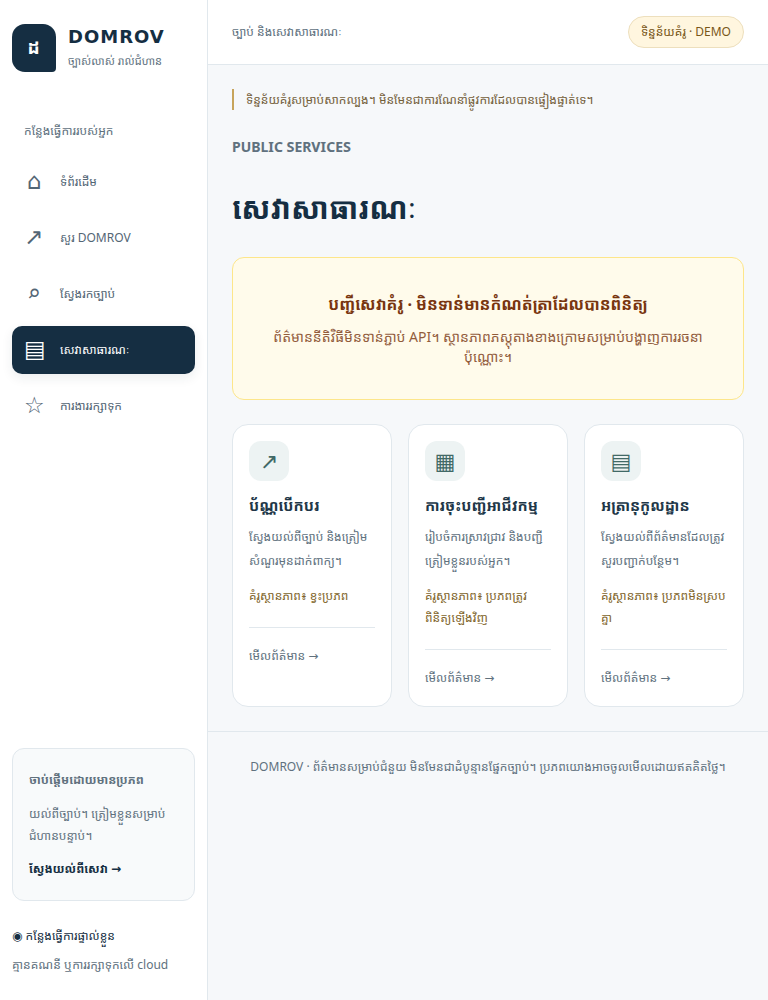 ដ
DOMROV
ច្បាស់លាស់ រាល់ជំហាន
កន្លែងធ្វើការរបស់អ្នក
ទំព័រដើម
សួរ DOMROV
ស្វែងរកច្បាប់
សេវាសាធារណៈ
ការងាររក្សាទុក
ចាប់ផ្តើមដោយមានប្រភព
យល់ពីច្បាប់។ ត្រៀមខ្លួនសម្រាប់
ជំហានបន្ទាប់។
ស្វែងយល់ពីសេវា →
◉ កន្លែងធ្វើការផ្ទាល់ខ្លួន
គ្មានគណនី ឬការរក្សាទុកលើ cloud
ច្បាប់ និងសេវាសាធារណៈ
ទិន្នន័យគំរូ · DEMO
ទិន្នន័យគំរូសម្រាប់សាកល្បង។ មិនមែនជាការណែនាំផ្លូវការដែលបានផ្ទៀងផ្ទាត់ទេ។
PUBLIC SERVICES
សេវាសាធារណៈ
បញ្ជីសេវាគំរូ · មិនទាន់មានកំណត់ត្រាដែលបានពិនិត្យ
ព័ត៌មាននីតិវិធីមិនទាន់ភ្ជាប់ API។ ស្ថានភាពភស្តុតាងខាងក្រោមសម្រាប់បង្ហាញការរចនា
ប៉ុណ្ណោះ។
ប័ណ្ណបើកបរ
ស្វែងយល់ពីច្បាប់ និងត្រៀម
សំណួរមុនដាក់ពាក្យ។
គំរូស្ថានភាព៖ ខ្វះប្រភព
មើលព័ត៌មាន →
ការចុះបញ្ជីអាជីវកម្ម
រៀបចំការស្រាវជ្រាវ និងបញ្ជី
ត្រៀមខ្លួនរបស់អ្នក។
គំរូស្ថានភាព៖ ប្រភពត្រូវ
ពិនិត្យឡើងវិញ
មើលព័ត៌មាន →
អត្រានុកូលដ្ឋាន
ស្វែងយល់ពីព័ត៌មានដែលត្រូវ
សួរបញ្ជាក់បន្ថែម។
គំរូស្ថានភាព៖ ប្រភពមិនស្រប
គ្នា
មើលព័ត៌មាន →
DOMROV · ព័ត៌មានសម្រាប់ជំនួយ មិនមែនជាដំបូន្មានផ្នែកច្បាប់។ ប្រភពយោងអាចចូលមើលដោយឥតគិតថ្លៃ។